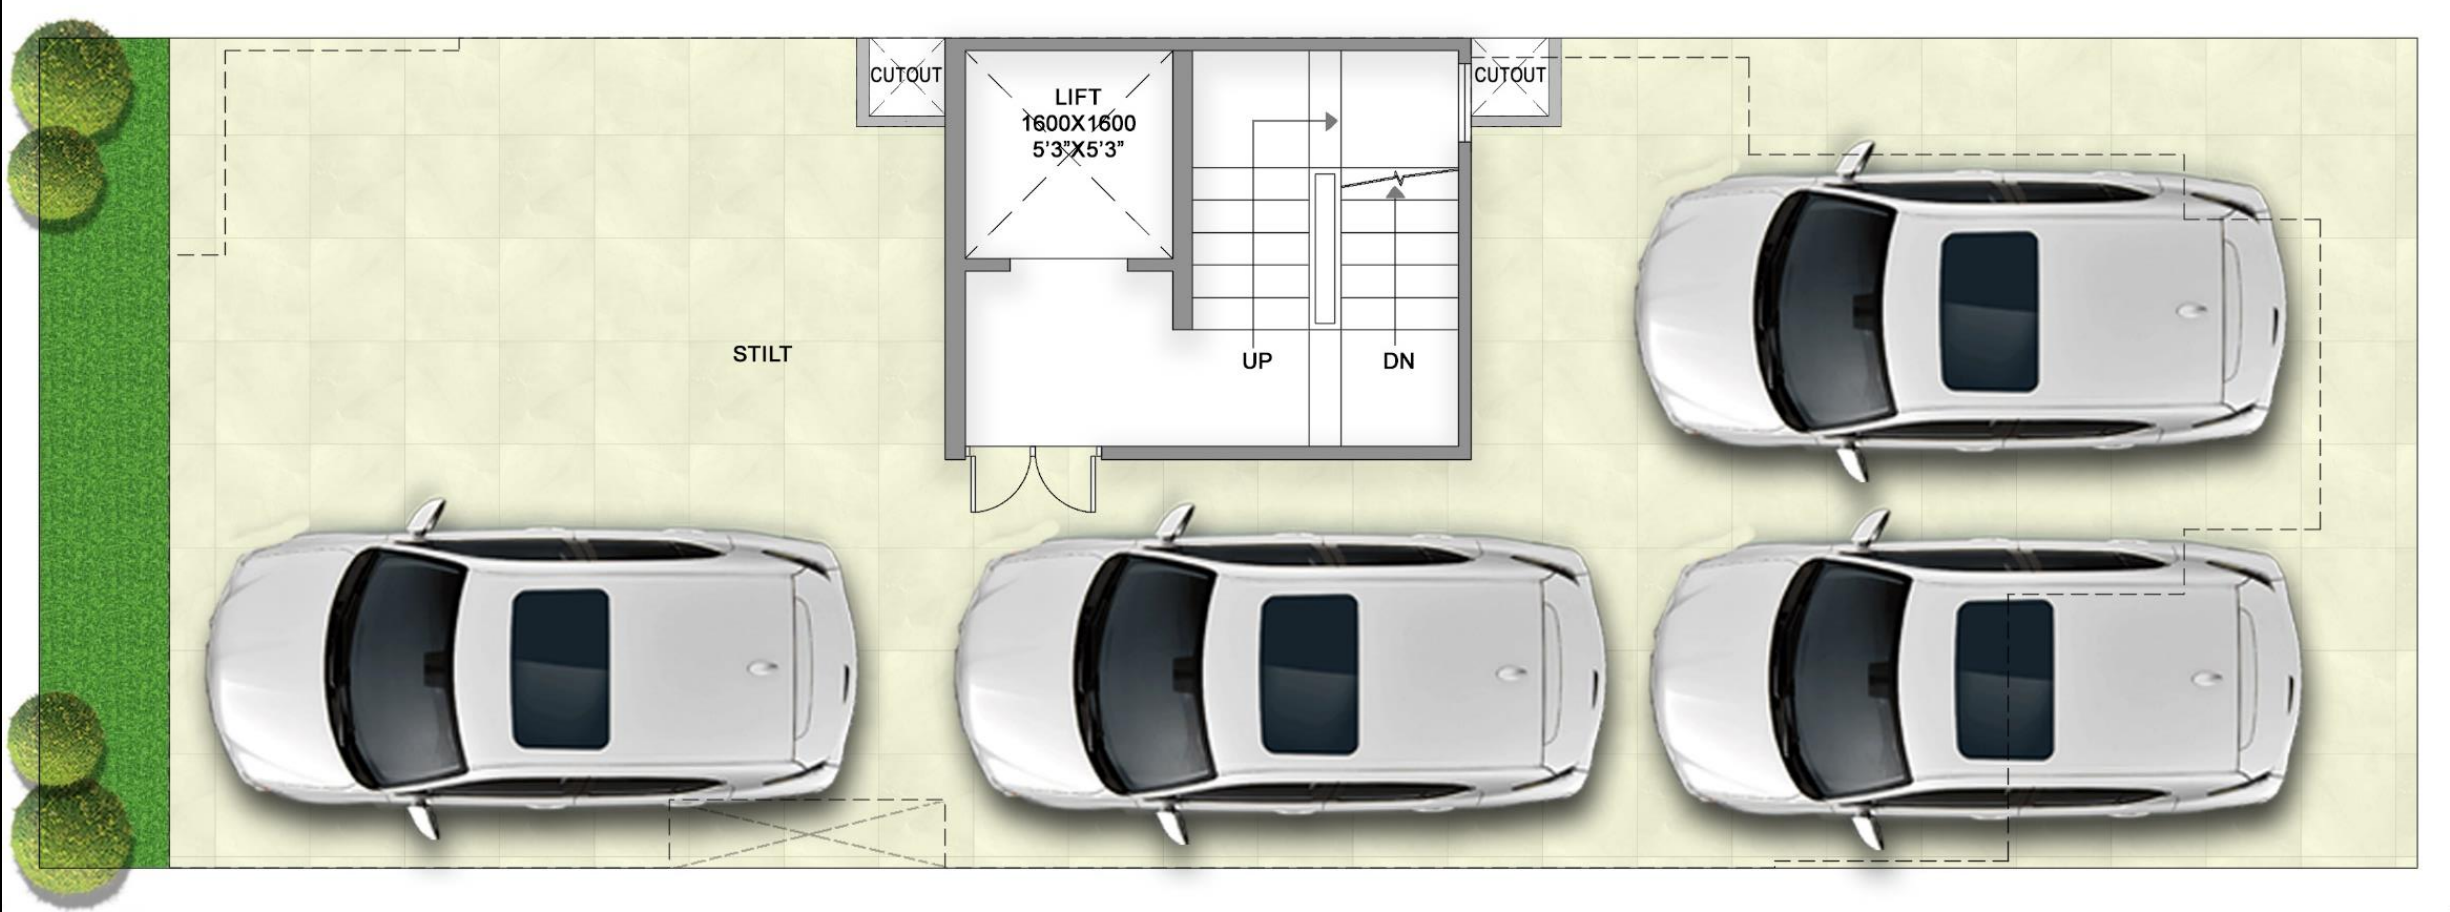 CUTOUT
LIFT
1600X1600
5'3"X5'3"
CUTOUT
STILT
UP
DN